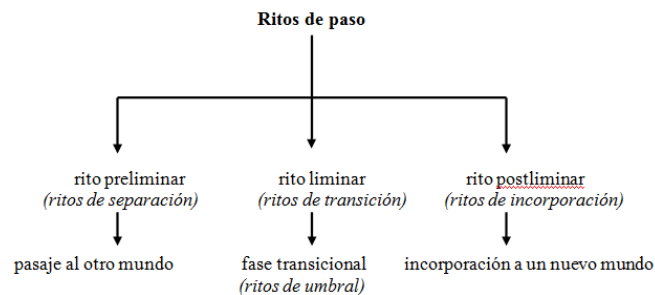 Ritos de paso
rito preliminar
(ritos de separación)
rito liminar
(ritos de transición)
rito postliminar
(ritos de incorporación)
pasaje al otro mundo
fase transicional
(ritos de umbral)
incorporación a un nuevo mundo